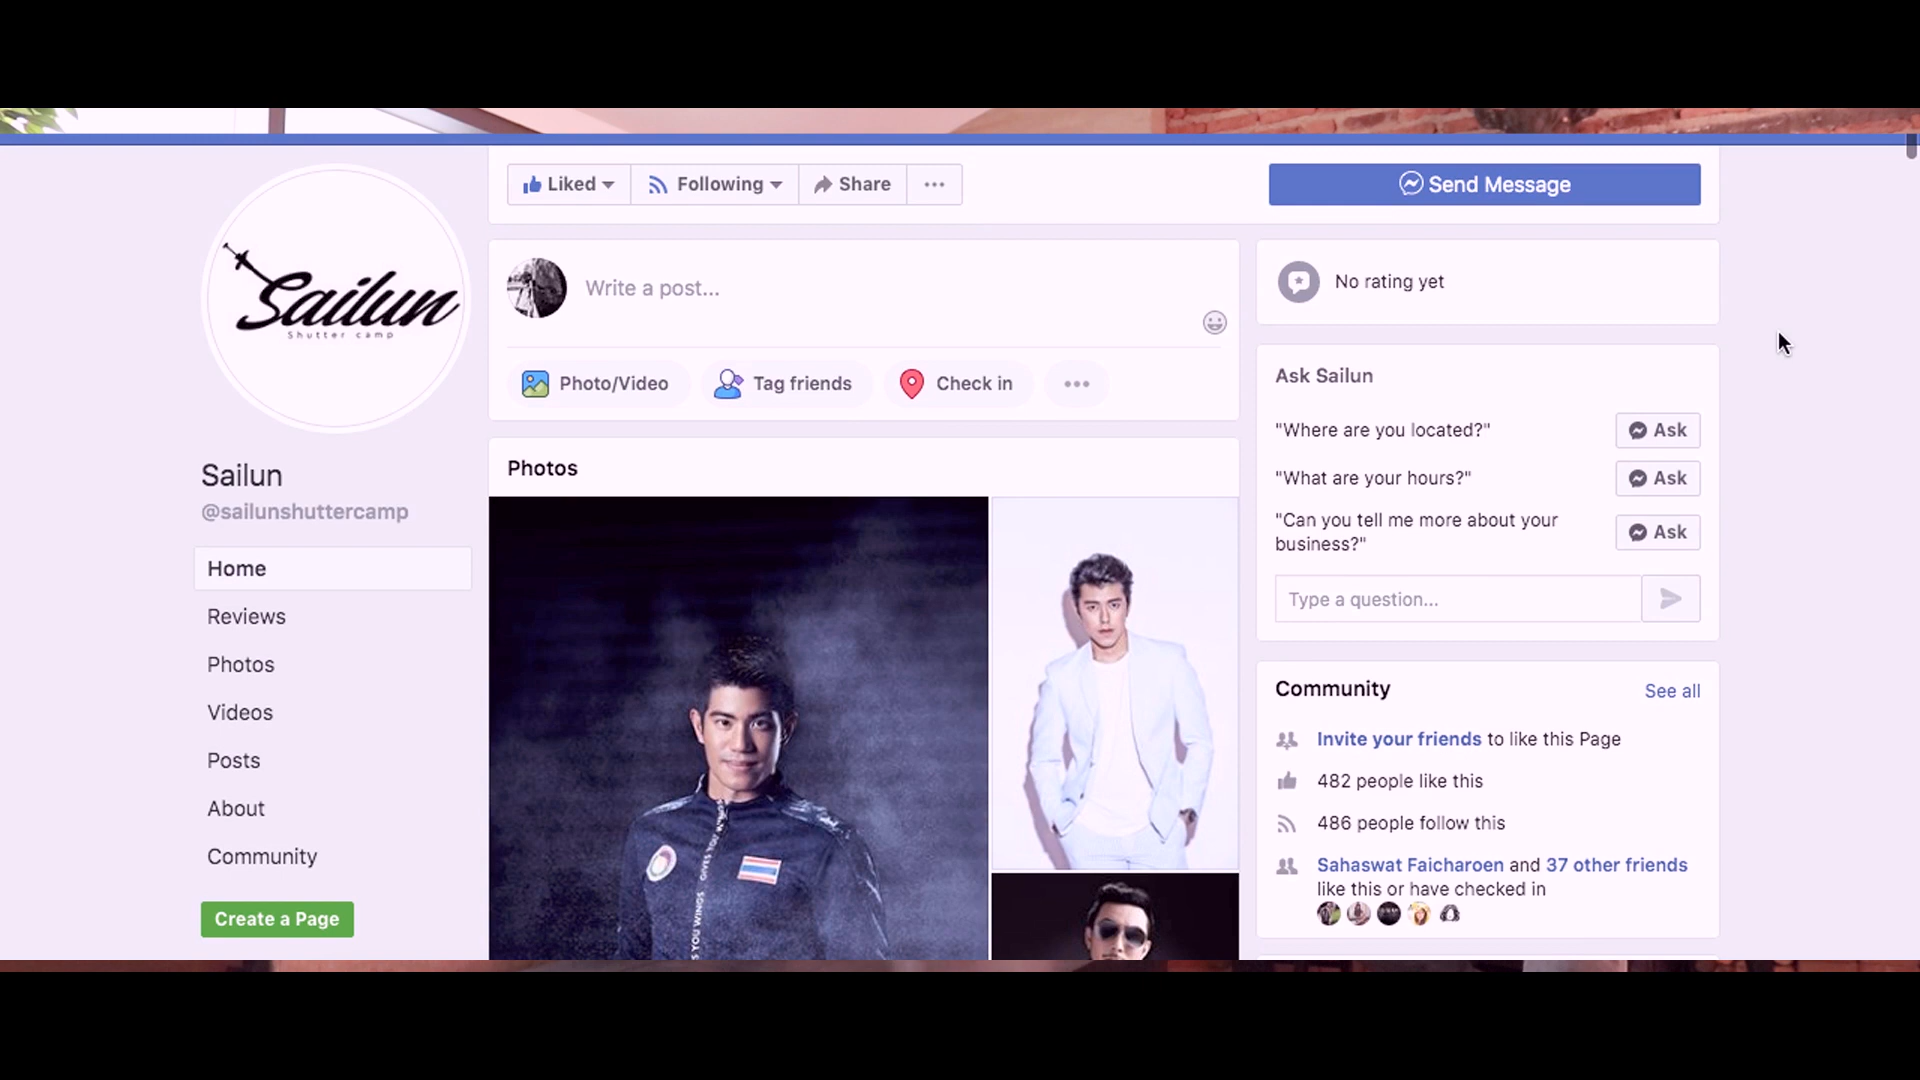 Liked
Following
Share
Send Message
Sailun
Shutter camp
Sailun
@sailunshuttercamp
Home
Reviews
Photos
Videos
Posts
About
Community
Create a Page
Write a post...
Photo/Video
Tag friends
Check in
Photos
GIVES YOU WINGS
No rating yet
Ask Sailun
"Where are you located?"
Ask
"What are your hours?"
Ask
"Can you tell me more about your
business?"
Ask
Type a question...
Community
See all
Invite your friends to like this Page
482 people like this
486 people follow this
Sahaswat Faicharoen and 37 other friends
like this or have checked in